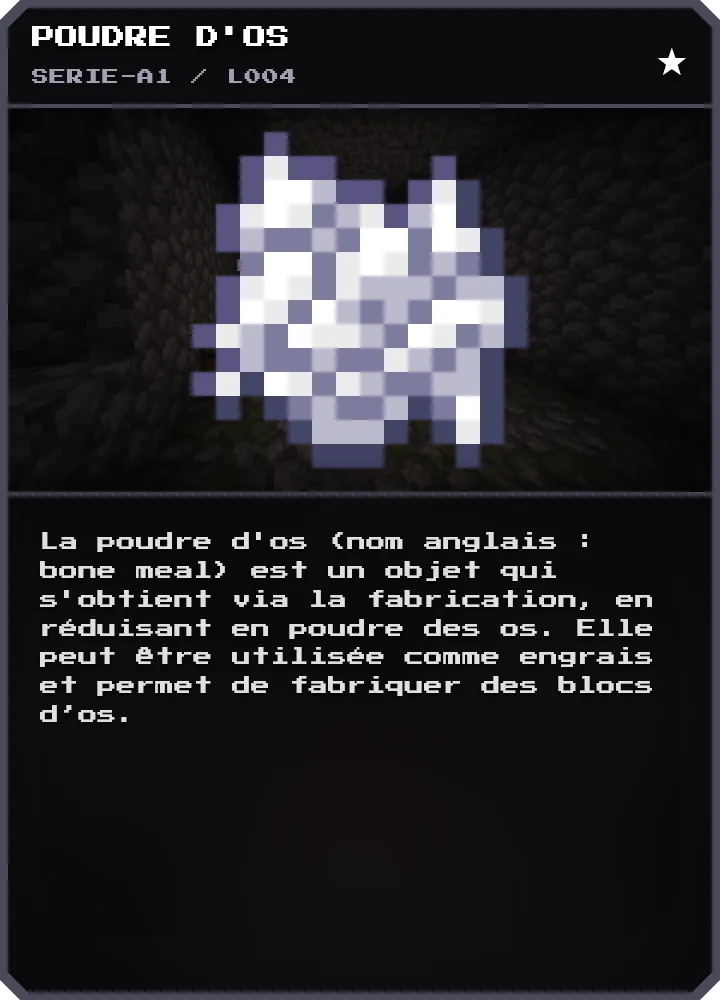 POUDRE D'OS
SERIE-A1 / L004
★
La poudre d'os (nom anglais :
bone meal) est un objet qui
s'obtient via la fabrication, en
réduisant en poudre des os. Elle
peut être utilisée comme engrais
et permet de fabriquer des blocs
d’os.